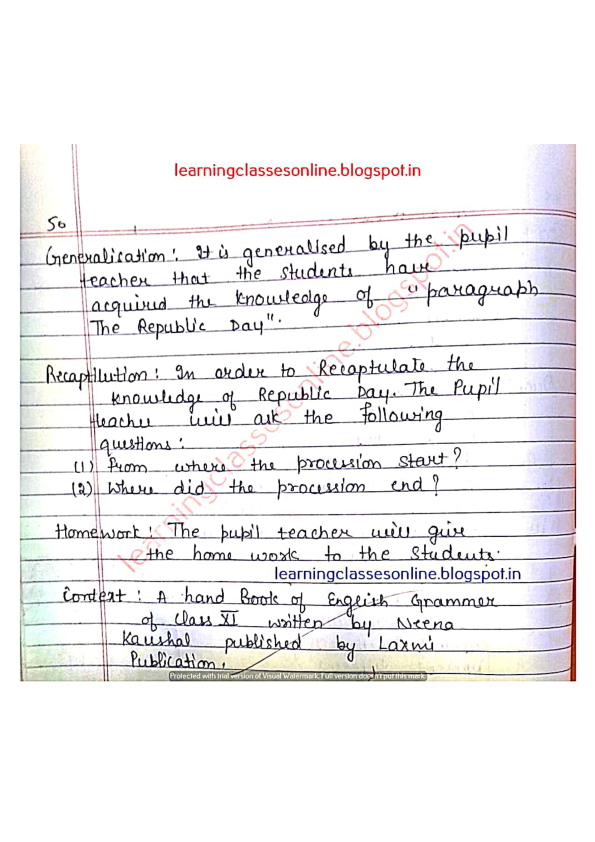 learningclassesonline.blogspot.in
50
Generalisation : It is generalised by the pupil
teacher that the students have
acquired the knowledge of "paragraph
The Republic Day".
Recaptilution : In order to Recaptulate the
knowledge of Republic Day. The Pupil
teacher will ask the following
questions :
(1) From where the procession start ?
(2) Where did the procession end ?
Homework : The pupil teacher will give
the home work to the students.
learningclassesonline.blogspot.in
Context : A hand Book of English Grammer
of Class XI written by Neena
Kaushal published by Laxmi
Publication.
Protected with trial version of Visual Watermark. Full version doesn't put this mark.
learningclassesonline.blogspot.in